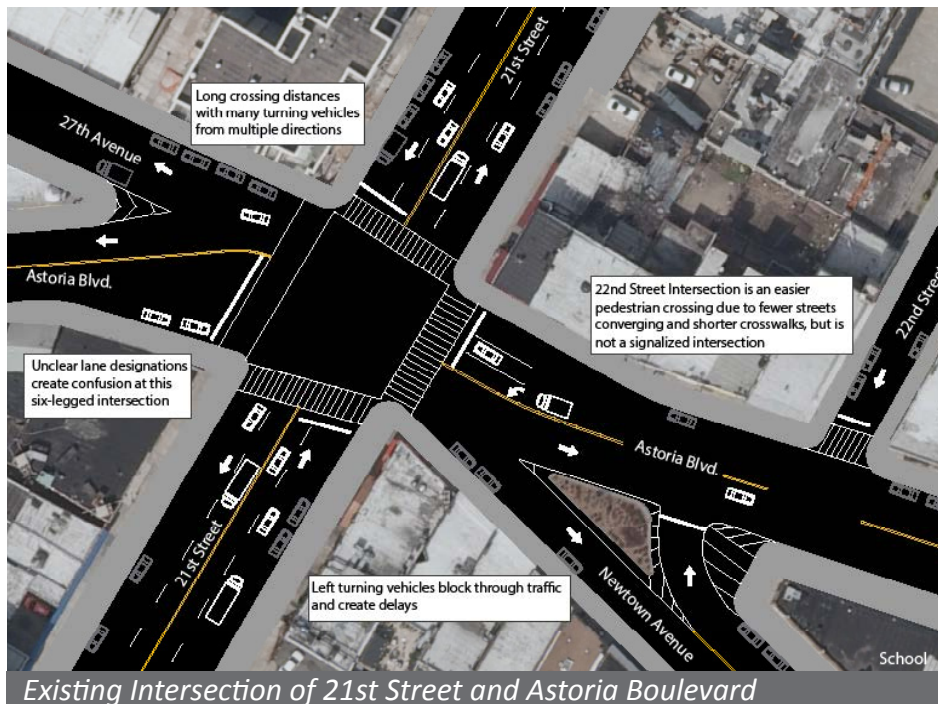 21st Street
Long crossing distances
with many turning vehicles
from multiple directions
27th Avenue
Astoria Blvd.
22nd Street Intersection is an easier
pedestrian crossing due to fewer streets
converging and shorter crosswalks, but is
not a signalized intersection
22nd Street
Unclear lane designations
create confusion at this
six-legged intersection
Astoria Blvd.
21st Street
Left turning vehicles block through traffic
and create delays
Newtown Avenue
School
Existing Intersection of 21st Street and Astoria Boulevard